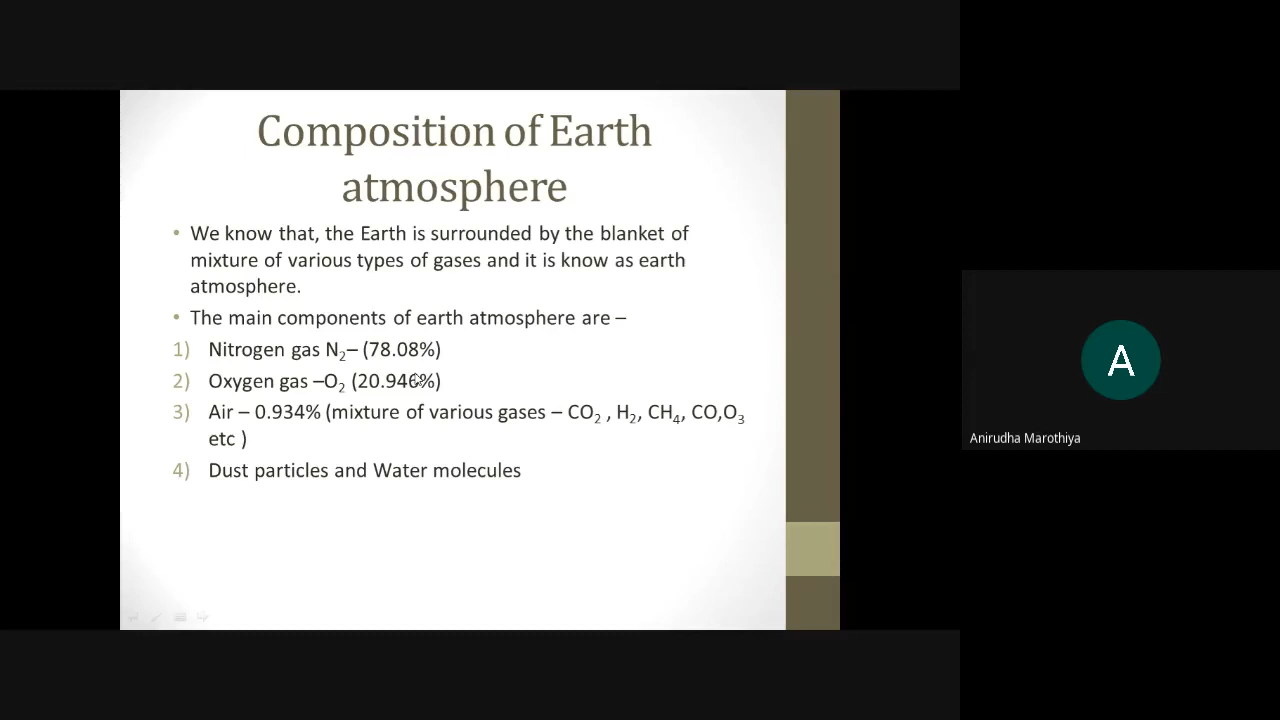 Composition of Earth
atmosphere
• We know that, the Earth is surrounded by the blanket of
mixture of various types of gases and it is know as earth
atmosphere.
• The main components of earth atmosphere are –
1) Nitrogen gas N₂– (78.08%)
2) Oxygen gas –O₂ (20.946%)
3) Air – 0.934% (mixture of various gases – CO₂ , H₂, CH₄, CO,O₃
etc )
4) Dust particles and Water molecules
A
Anirudha Marothiya